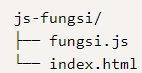 js-fungsi/
├── fungsi.js
└── index.html